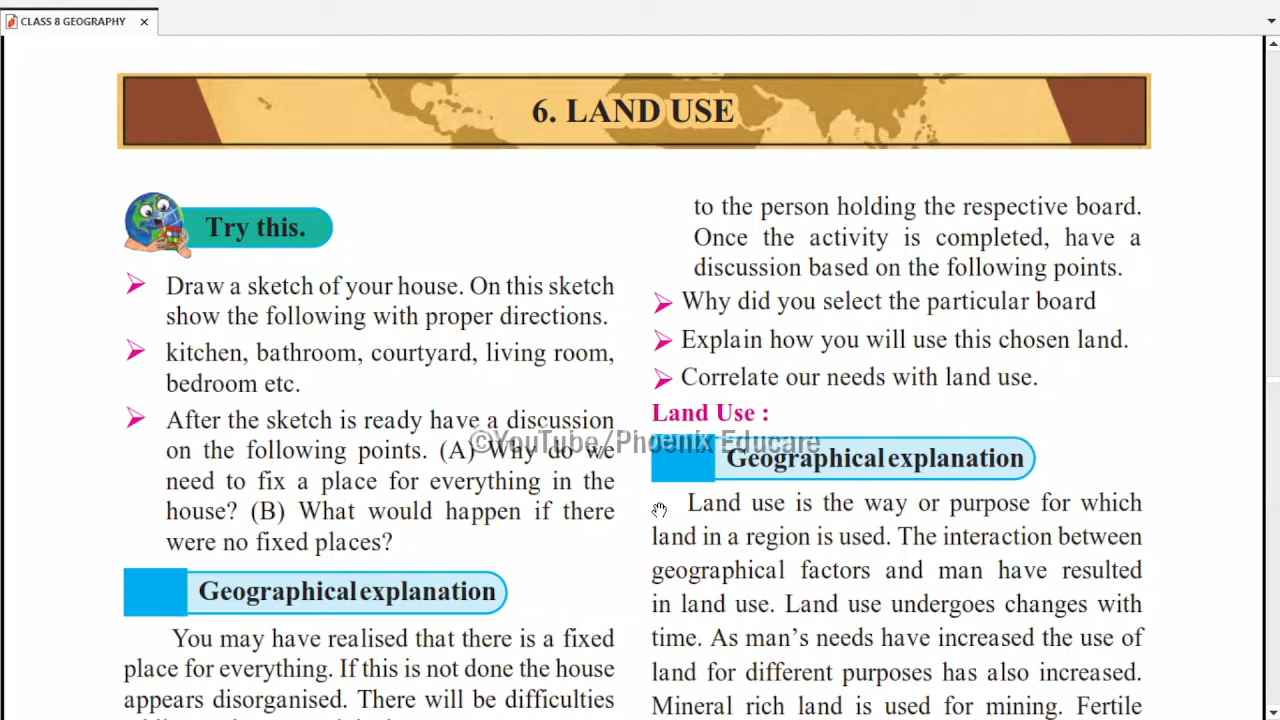 CLASS 8 GEOGRAPHY
6. LAND USE
Try this.
Draw a sketch of your house. On this sketch
show the following with proper directions.
kitchen, bathroom, courtyard, living room,
bedroom etc.
After the sketch is ready have a discussion
on the following points. (A) Why do we
need to fix a place for everything in the
house? (B) What would happen if there
were no fixed places?
Geographical explanation
You may have realised that there is a fixed
place for everything. If this is not done the house
appears disorganised. There will be difficulties
to the person holding the respective board.
Once the activity is completed, have a
discussion based on the following points.
Why did you select the particular board
Explain how you will use this chosen land.
Correlate our needs with land use.
Land Use :
©YouTube/Phoenix Educare
Geographical explanation
Land use is the way or purpose for which
land in a region is used. The interaction between
geographical factors and man have resulted
in land use. Land use undergoes changes with
time. As man's needs have increased the use of
land for different purposes has also increased.
Mineral rich land is used for mining. Fertile